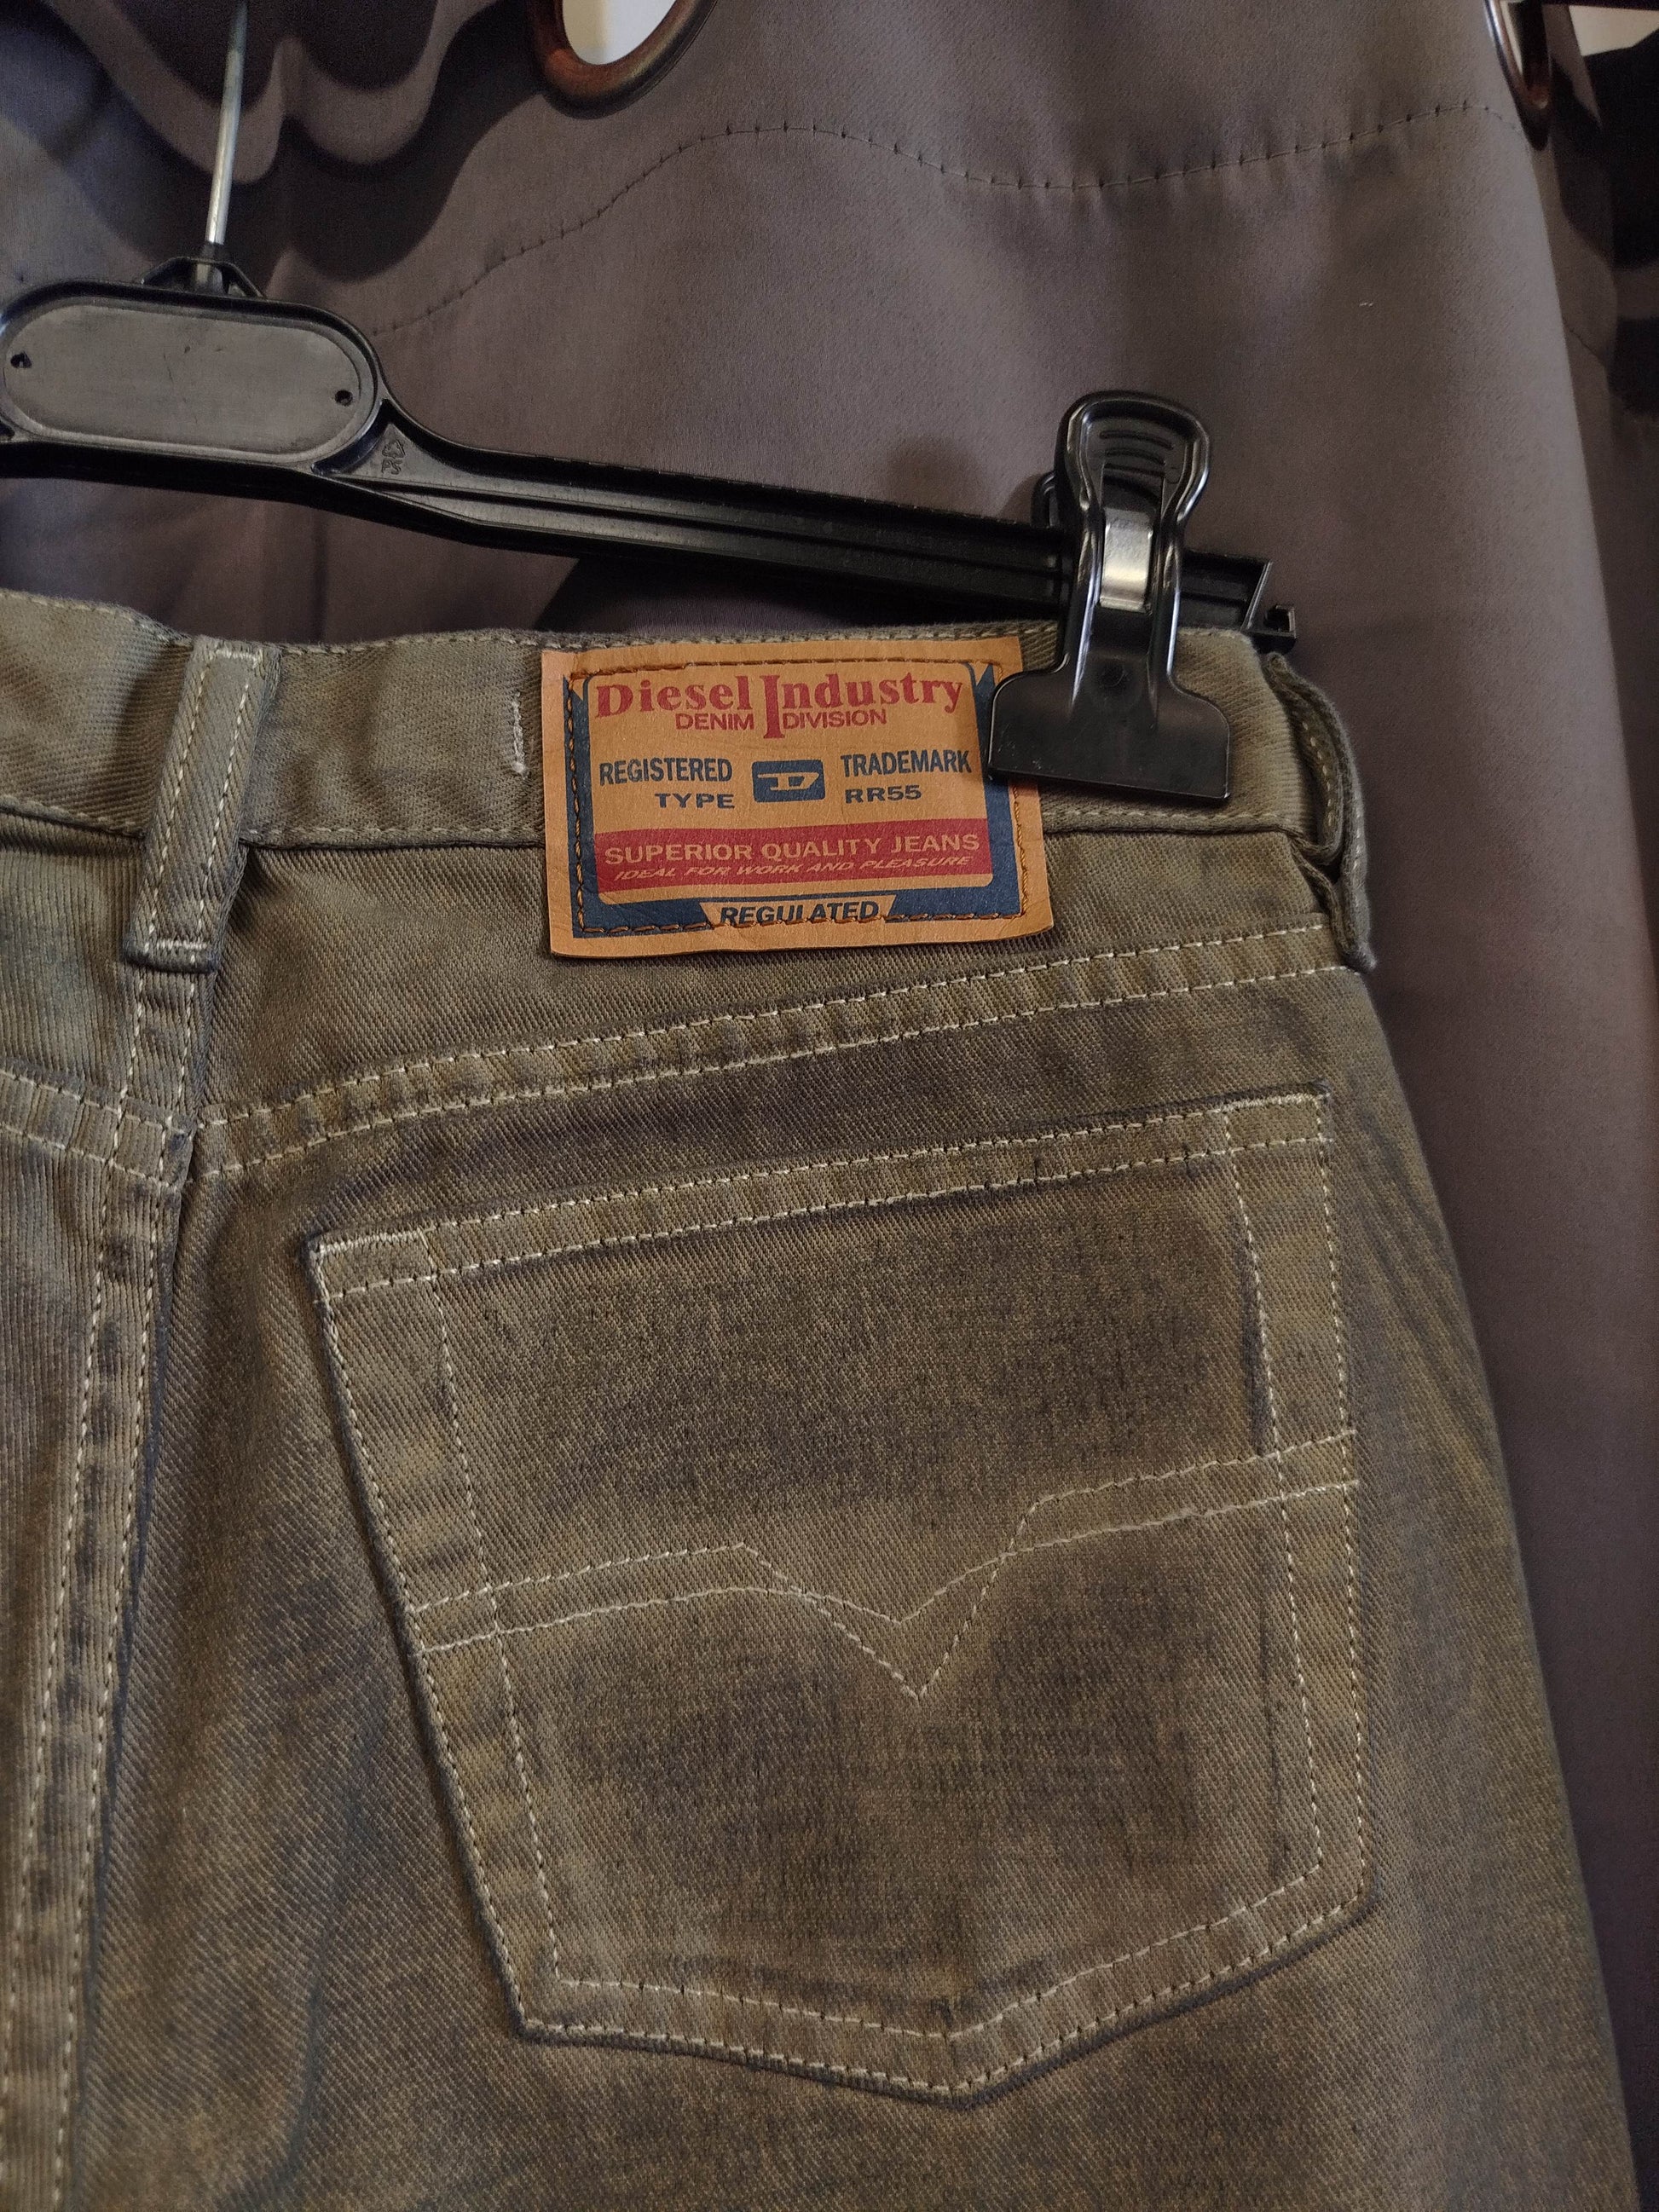 Diesel Industry
DENIM DIVISION
REGISTERED D TRADEMARK
TYPE RR55
SUPERIOR QUALITY JEANS
IDEAL FOR WORK AND PLEASURE
REGULATED